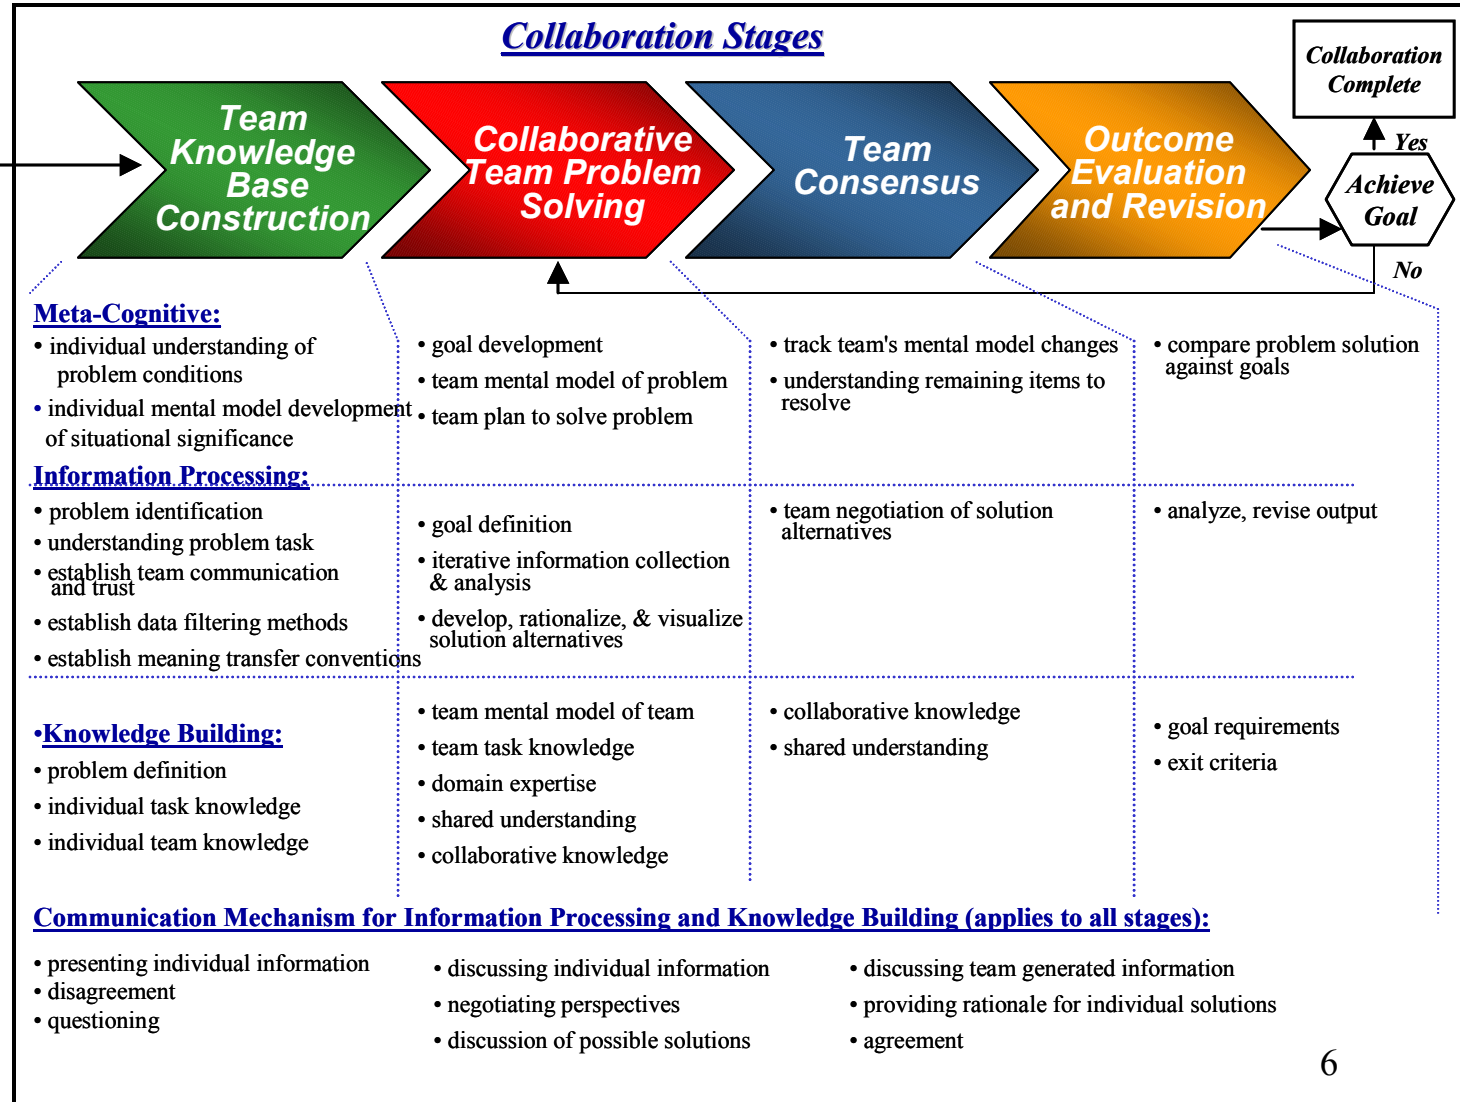 Collaboration Stages
Collaboration
Complete
Team
Knowledge
Base
Construction
Collaborative
Team Problem
Solving
Team
Consensus
Outcome
Evaluation
and Revision
Yes
Achieve
Goal
No
Meta-Cognitive:
• individual understanding of
problem conditions
• individual mental model development
of situational significance
• goal development
• team mental model of problem
• team plan to solve problem
• track team's mental model changes
• understanding remaining items to
resolve
• compare problem solution
against goals
Information Processing:
• problem identification
• understanding problem task
• establish team communication
and trust
• establish data filtering methods
• establish meaning transfer conventions
• goal definition
• iterative information collection
& analysis
• develop, rationalize, & visualize
solution alternatives
• team negotiation of solution
alternatives
• analyze, revise output
•Knowledge Building:
• problem definition
• individual task knowledge
• individual team knowledge
• team mental model of team
• team task knowledge
• domain expertise
• shared understanding
• collaborative knowledge
• collaborative knowledge
• shared understanding
• goal requirements
• exit criteria
Communication Mechanism for Information Processing and Knowledge Building (applies to all stages):
• presenting individual information
• disagreement
• questioning
• discussing individual information
• negotiating perspectives
• discussion of possible solutions
• discussing team generated information
• providing rationale for individual solutions
• agreement
6